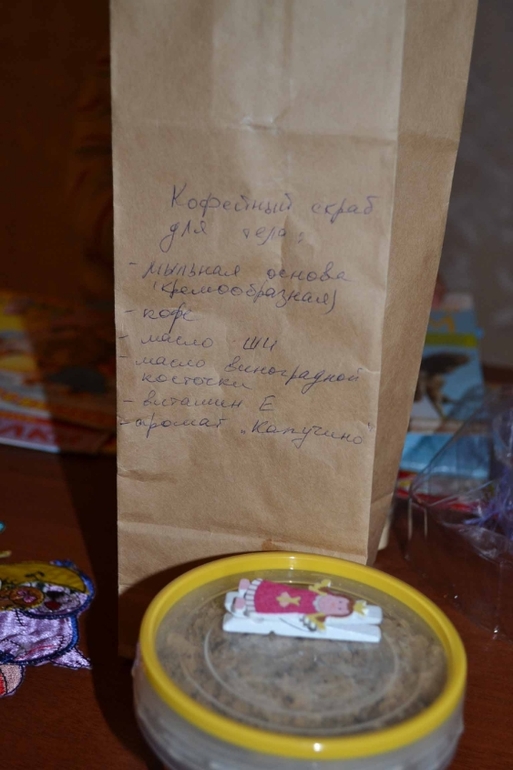 Кофейный скраб
для тела:
- мыльная основа
(кремообразная)
- кофе
- масло ши
- масло виноградной
косточки
- витамин Е
- аромат „Капучино"